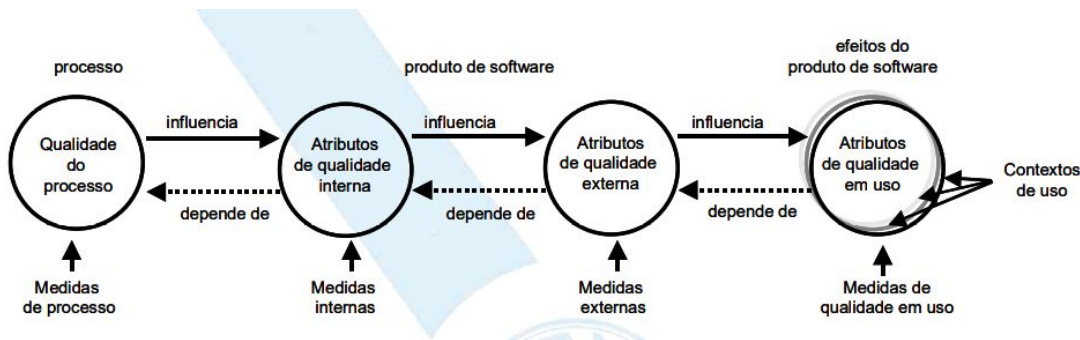 processo
produto de software
efeitos do
produto de software
Qualidade
do
processo
influencia
depende de
Atributos
de qualidade
interna
influencia
depende de
Atributos
de qualidade
externa
influencia
depende de
Atributos
de qualidade
em uso
Contextos
de uso
Medidas
de processo
Medidas
internas
Medidas
externas
Medidas de
qualidade em uso